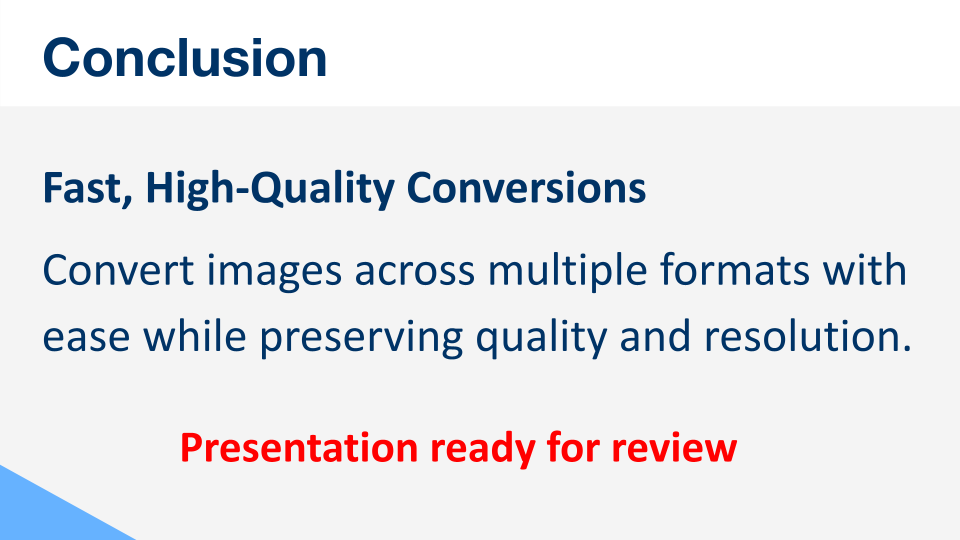 Conclusion
Fast, High-Quality Conversions
Convert images across multiple formats with
ease while preserving quality and resolution.
Presentation ready for review